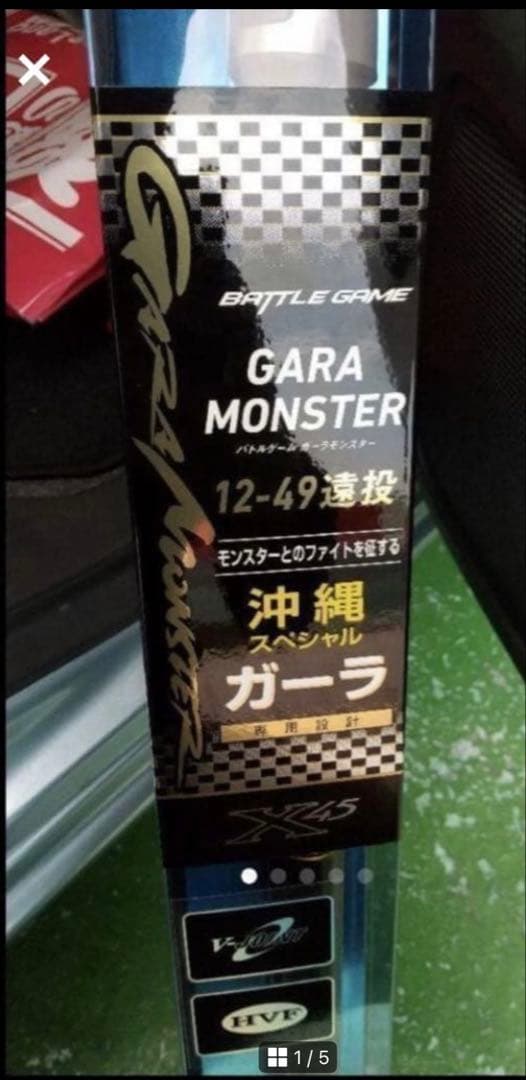 GARA MONSTER
BATTLE GAME
GARA
MONSTER
バトルゲーム ガーラモンスター
12-49遠投
モンスターとのファイトを征する
沖縄
スペシャル
ガーラ
専用設計
X45
V-JOINT
HVF
1/5